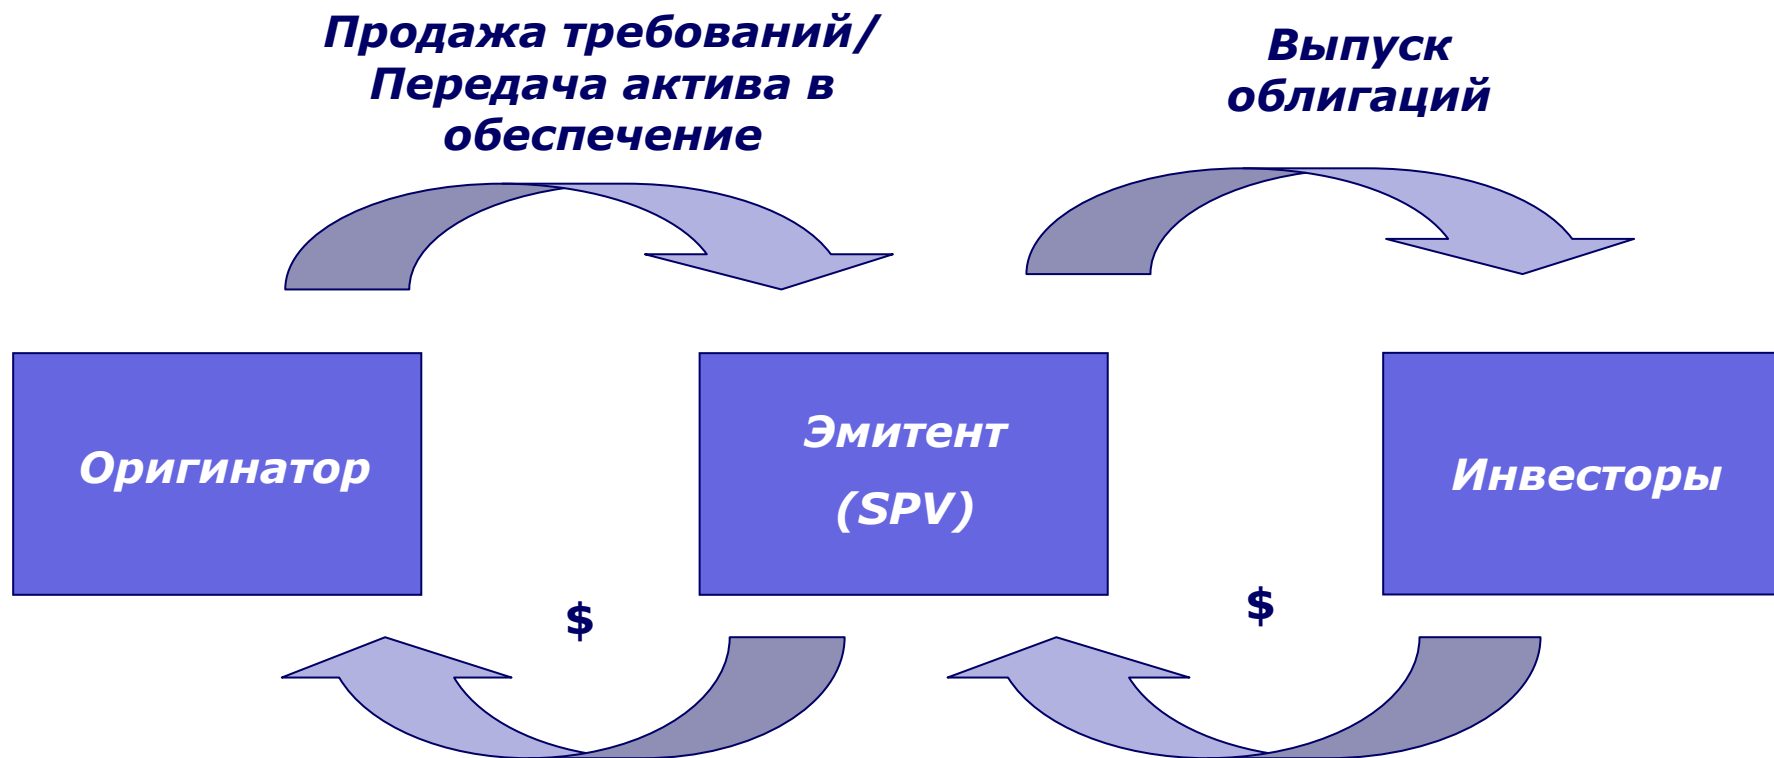 Продажа требований/
Передача актива в
обеспечение
Выпуск
облигаций
Оригинатор
Эмитент
(SPV)
Инвесторы
$
$